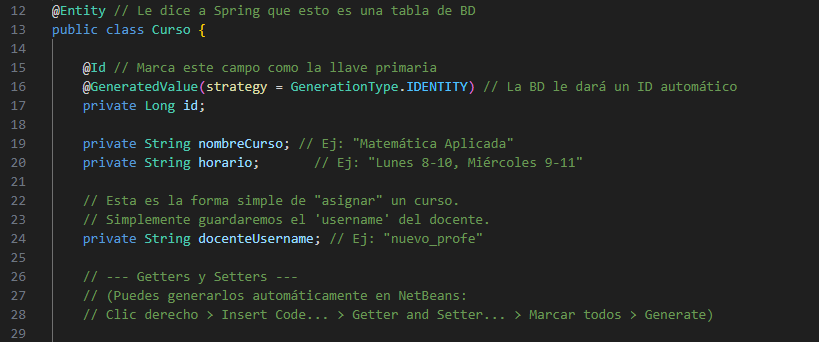 12 @Entity // Le dice a Spring que esto es una tabla de BD
13 public class Curso {
14
15     @Id // Marca este campo como la llave primaria
16     @GeneratedValue(strategy = GenerationType.IDENTITY) // La BD le dará un ID automático
17     private Long id;
18
19     private String nombreCurso; // Ej: "Matemática Aplicada"
20     private String horario;       // Ej: "Lunes 8-10, Miércoles 9-11"
21
22     // Esta es la forma simple de "asignar" un curso.
23     // Simplemente guardaremos el 'username' del docente.
24     private String docenteUsername; // Ej: "nuevo_profe"
25
26     // --- Getters y Setters ---
27     // (Puedes generarlos automáticamente en NetBeans:
28     // Clic derecho > Insert Code... > Getter and Setter... > Marcar todos > Generate)
29